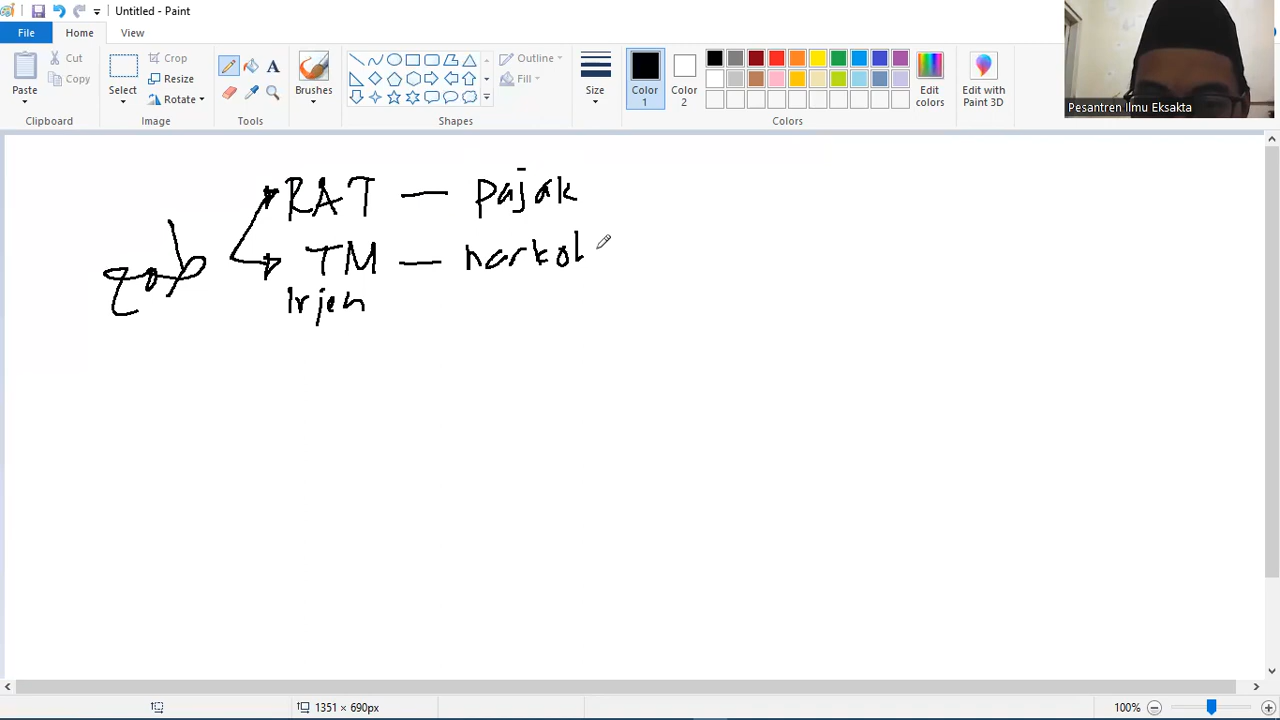 Untitled - Paint
File Home View
Paste Cut Copy
Clipboard
Select Crop Resize Rotate
Image
A
Tools
Brushes
Outline Fill
Shapes
Size
Color 1
Color 2
Edit colors
Colors
Edit with Paint 3D
Pesantren Ilmu Eksakta
RAT — pajak
TM — narkob
Irjen
1351 × 690px
100%